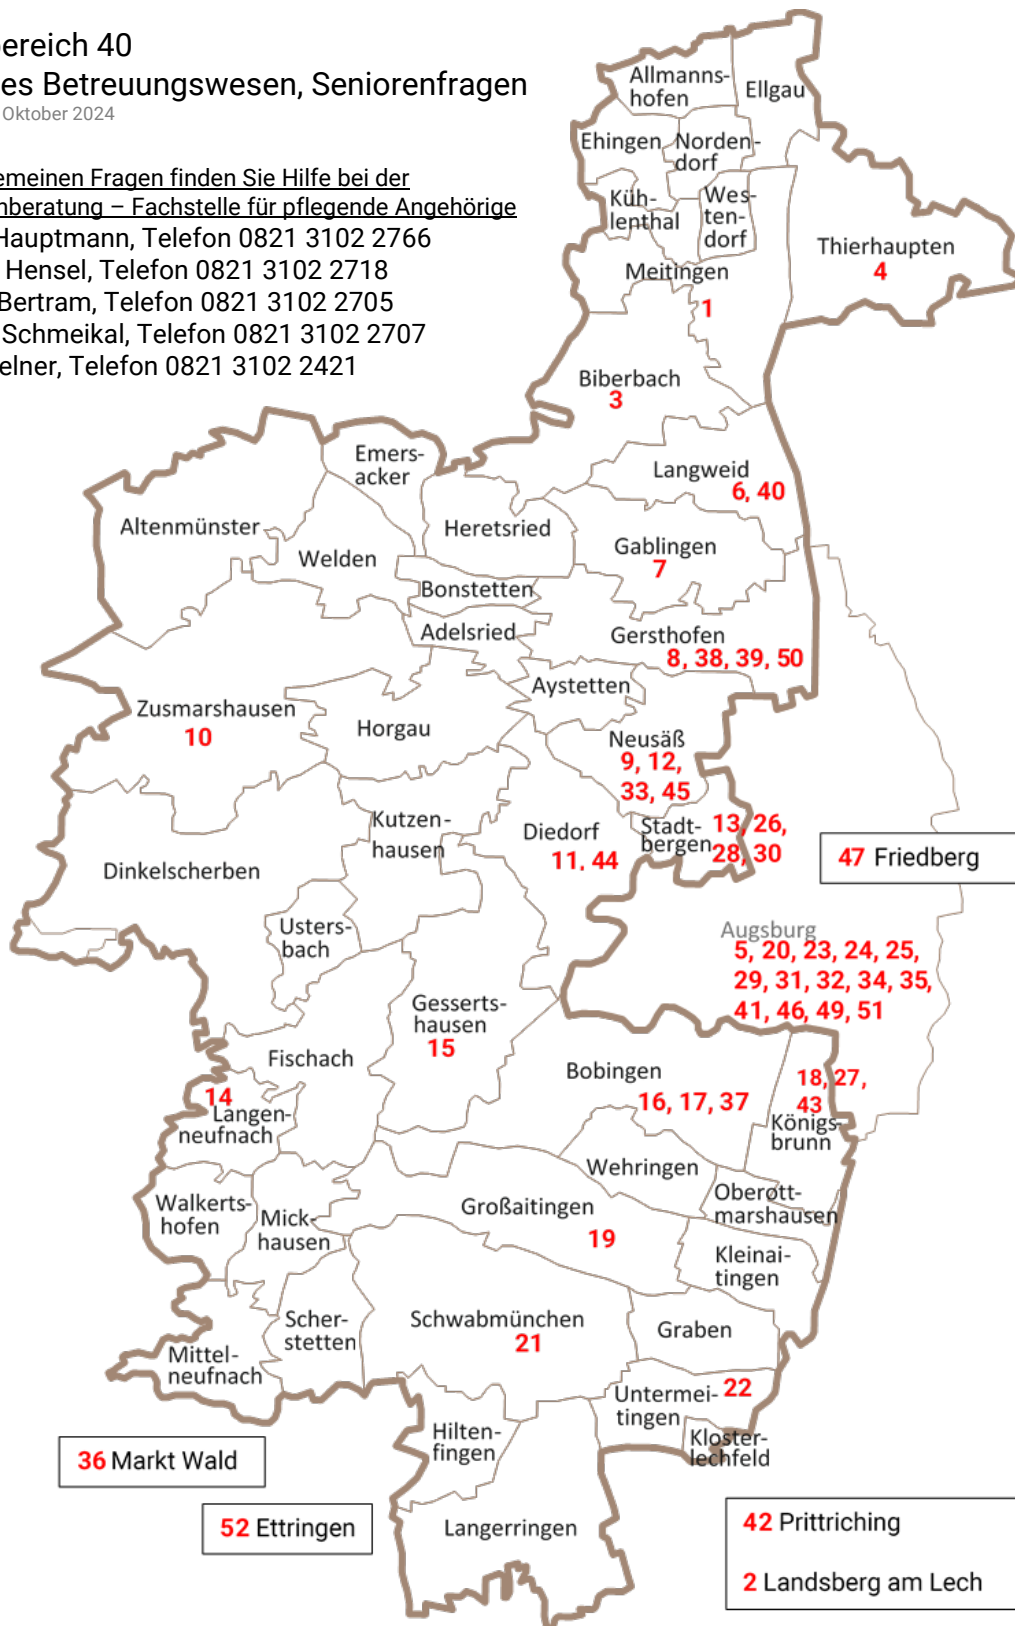 bereich 40
es Betreuungswesen, Seniorenfragen
Oktober 2024
emeinen Fragen finden Sie Hilfe bei der
nberatung – Fachstelle für pflegende Angehörige
Hauptmann, Telefon 0821 3102 2766
Hensel, Telefon 0821 3102 2718
Bertram, Telefon 0821 3102 2705
Schmeikal, Telefon 0821 3102 2707
elner, Telefon 0821 3102 2421
Allmanns-
hofen
Ellgau
Ehingen
Norden-
dorf
Küh-
lenthal
Wes-
ten-
dorf
Thierhaupten
4
Meitingen
1
Biberbach
3
Emers-
acker
Langweid
6, 40
Altenmünster
Heretsried
Welden
Gablingen
7
Bonstetten
Adelsried
Gersthofen
8, 38, 39, 50
Aystetten
Zusmarshausen
10
Horgau
Neusäß
9, 12,
33, 45
Kutzen-
hausen
Diedorf
11, 44
Stadt-
bergen
13, 26,
28, 30
47 Friedberg
Dinkelscherben
Usters-
bach
Augsburg
5, 20, 23, 24, 25,
29, 31, 32, 34, 35,
41, 46, 49, 51
Gesserts-
hausen
15
Fischach
Bobingen
16, 17, 37
18, 27,
43
Königs-
brunn
14
Langen-
neufnach
Wehringen
Walkerts-
hofen
Mick-
hausen
Großaitingen
19
Oberott-
marshausen
Kleinai-
tingen
Scher-
stetten
Schwabmünchen
21
Graben
Mittel-
neufnach
Untermei-
tingen
22
Hilten-
fingen
Kloster-
lechfeld
36 Markt Wald
52 Ettringen
Langerringen
42 Prittriching
2 Landsberg am Lech